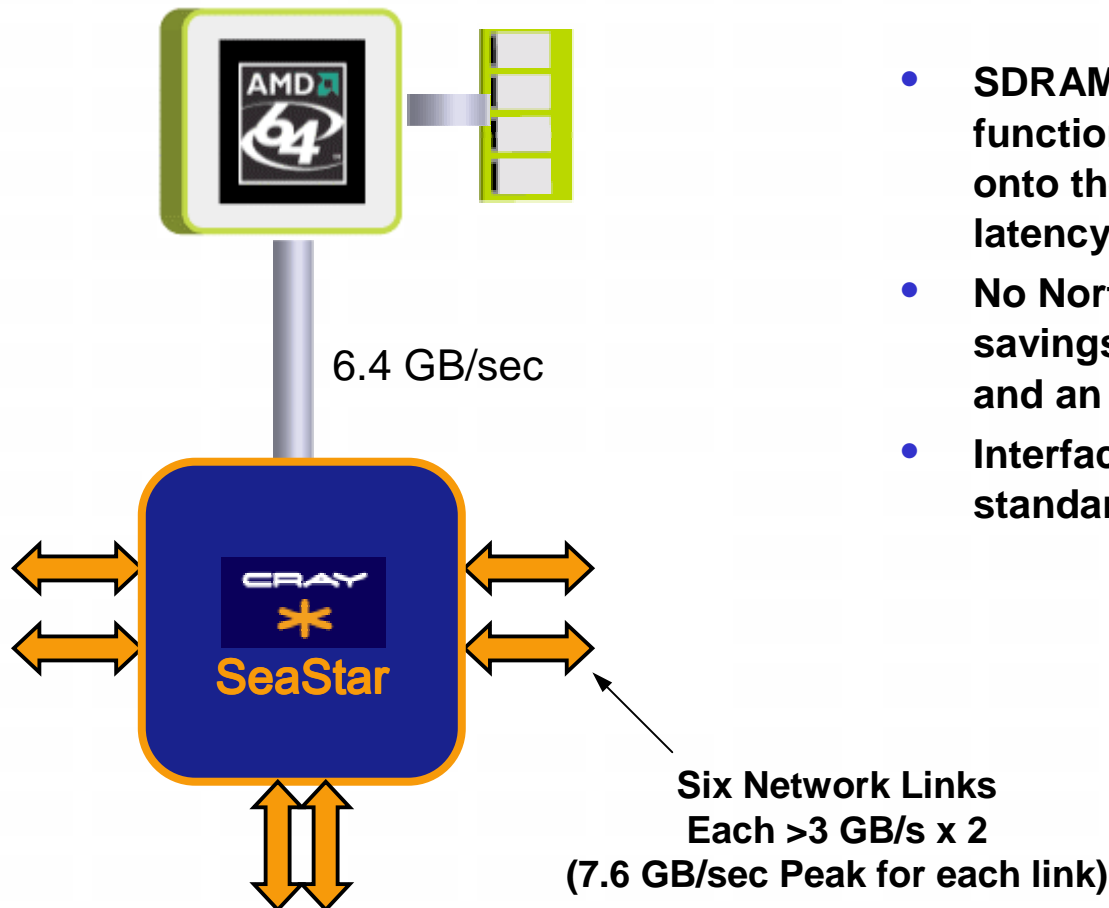 AMD
64
6.4 GB/sec
CRAY
SeaStar
Six Network Links
Each >3 GB/s x 2
(7.6 GB/sec Peak for each link)
• SDRAM
functio
onto th
latency
• No Nor
savings
and an
• Interfac
standar